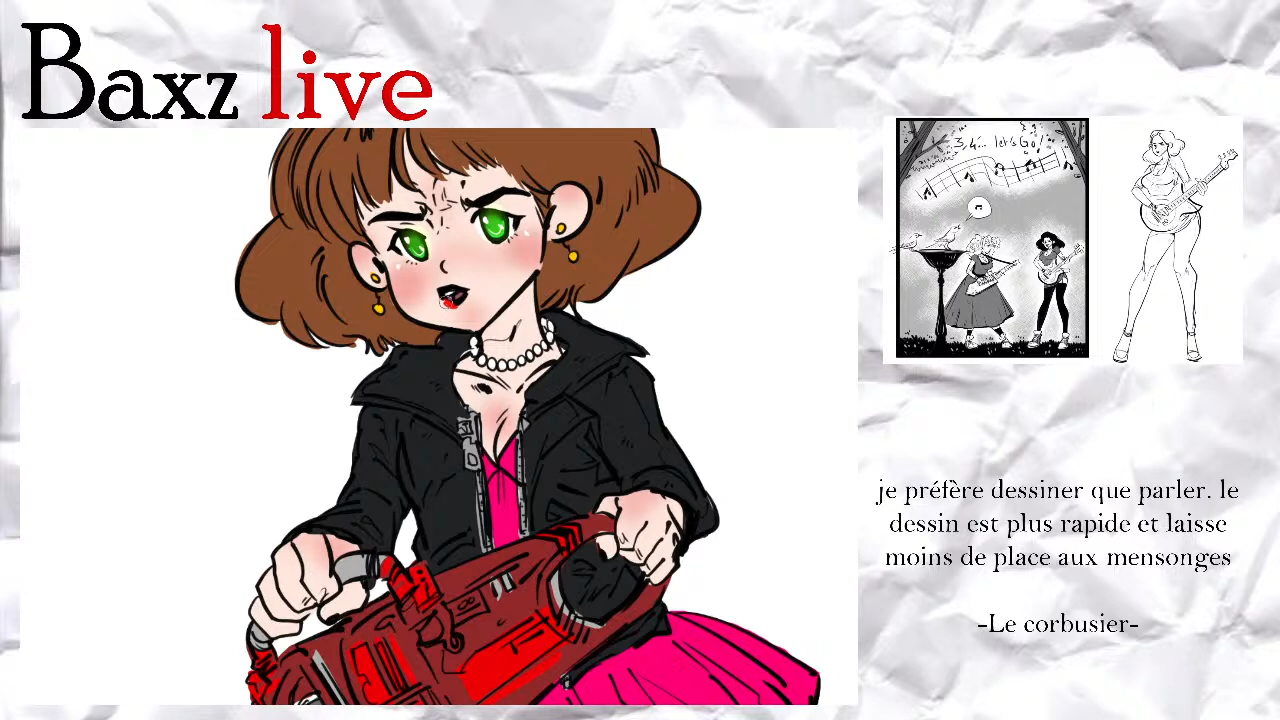 Baxz live
3, 4... let's Go!
je préfère dessiner que parler. le
dessin est plus rapide et laisse
moins de place aux mensonges
-Le corbusier-